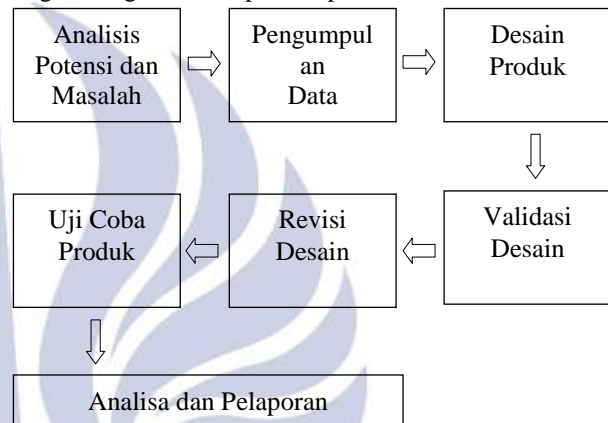 Analisis
Potensi dan
Masalah
Pengumpul
an
Data
Desain
Produk
Validasi
Desain
Revisi
Desain
Uji Coba
Produk
Analisa dan Pelaporan